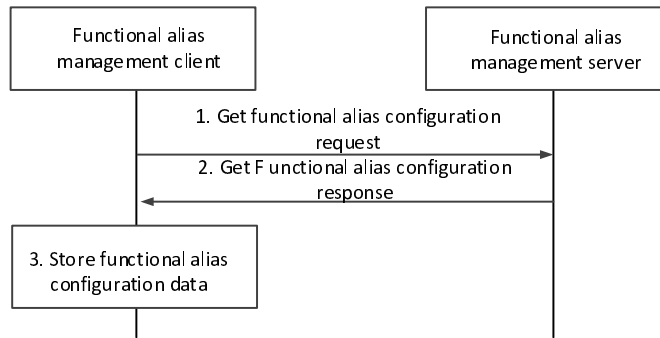 Functional alias
management client
Functional alias
management server
1. Get functional alias configuration
request
2. Get F unctional alias configuration
response
3. Store functional alias
configuration data